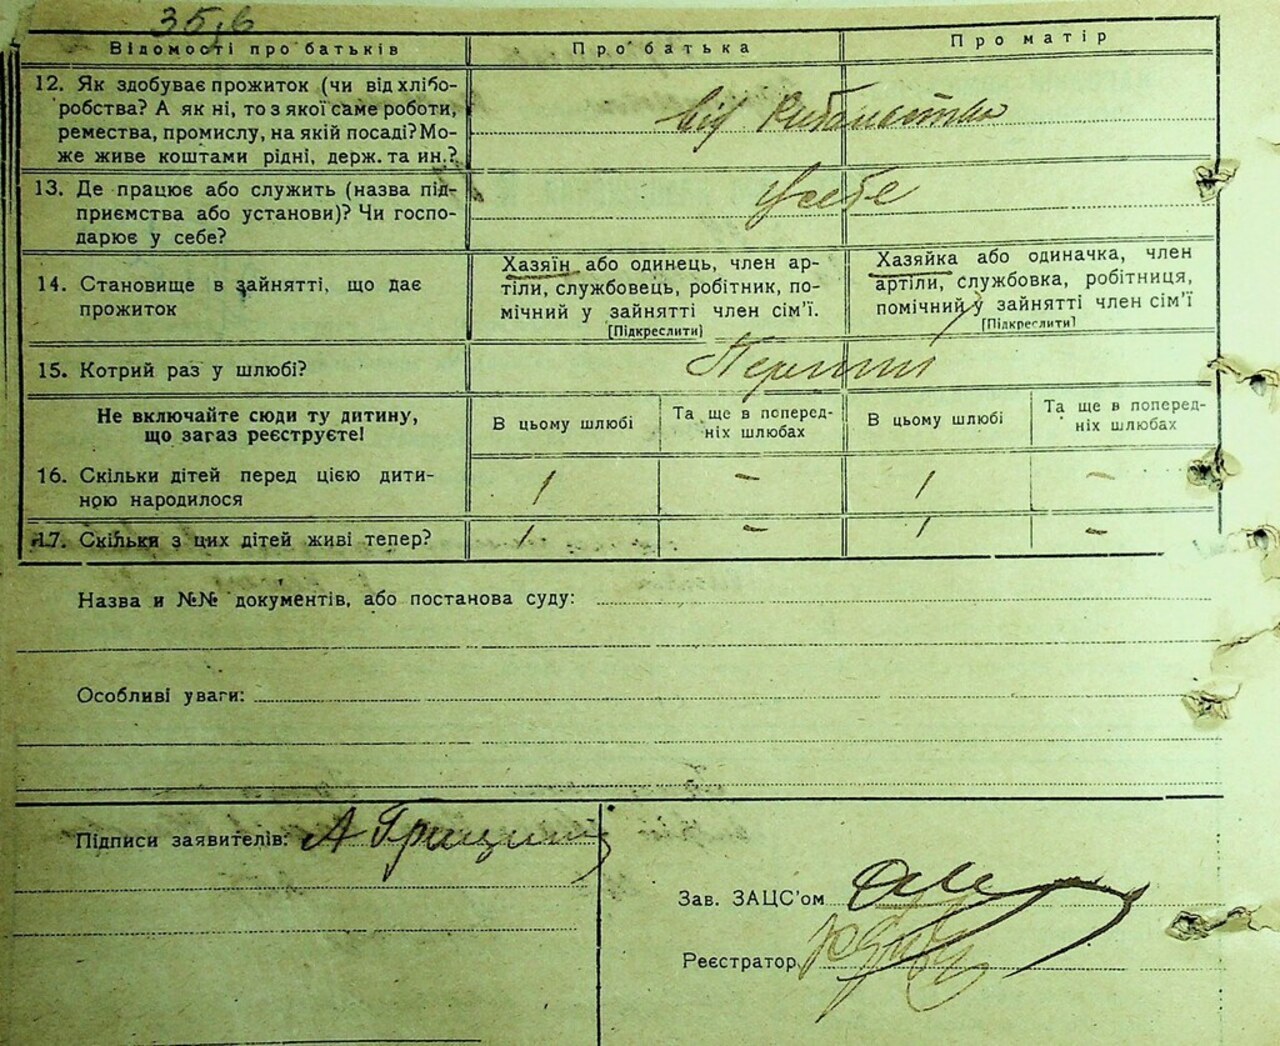 35,6
Відомості про батьків Про батька Про матір
12. Як здобуває прожиток (чи від хлібо-
робства? А як ні, то з якої саме роботи,
ремества, промислу, на якій посаді? Мо-
же живе коштами рідні, держ. та ин.?
від
13. Де працює або служить (назва під-
приємства або установи)? Чи госпо-
дарює у себе?
у себе
14. Становище в зайнятті, що дає
прожиток
Хазяїн або одинець, член ар-
тіли, службовець, робітник, по-
мічний у зайнятті член сім'ї.
[Підкреслити]
Хазяйка або одиначка, член
артіли, службовка, робітниця,
помічний у зайнятті член сім'ї
[Підкреслити]
15. Котрий раз у шлюбі?
Перший
Не включайте сюди ту дитину,
що загаз реєструєте!
В цьому шлюбі
Та ще в поперед-
ніх шлюбах
В цьому шлюбі
Та ще в поперед-
ніх шлюбах
16. Скільки дітей перед цією дити-
ною народилося
1 – 1 –
17. Скільки з цих дітей живі тепер? 1 – 1 –
Назва и №№ документів, або постанова суду:
Особливі уваги:
Підписи заявителів: А Грицин
Зав. ЗАЦС'ом
Реєстратор